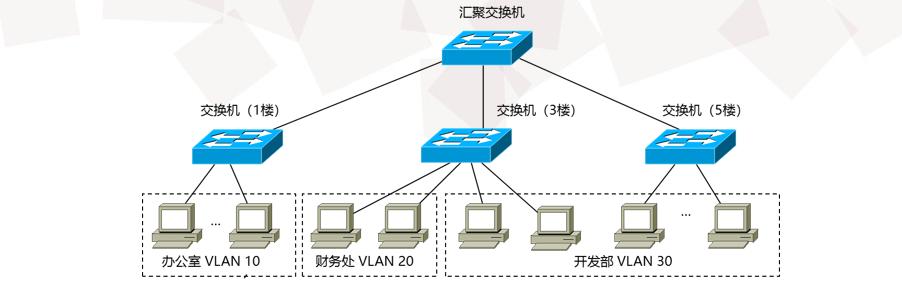 汇聚交换机
交换机（1楼）
交换机（3楼）
交换机（5楼）
...
...
办公室 VLAN 10
财务处 VLAN 20
开发部 VLAN 30